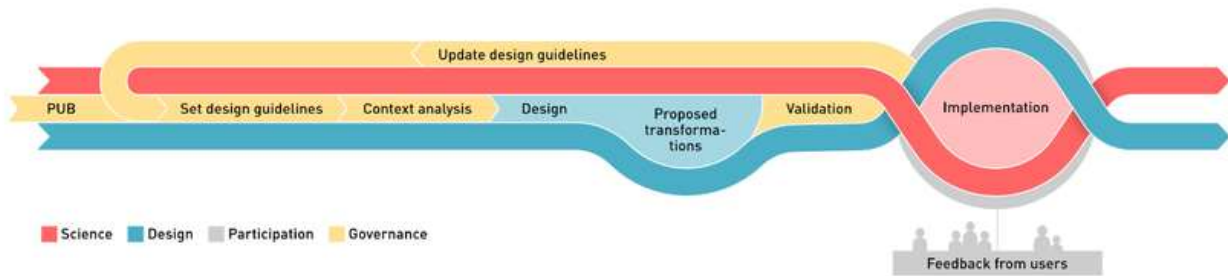 Update design guidelines
PUB
Set design guidelines
Context analysis
Design
Proposed
transforma-
tions
Validation
Implementation
Science
Design
Participation
Governance
Feedback from users